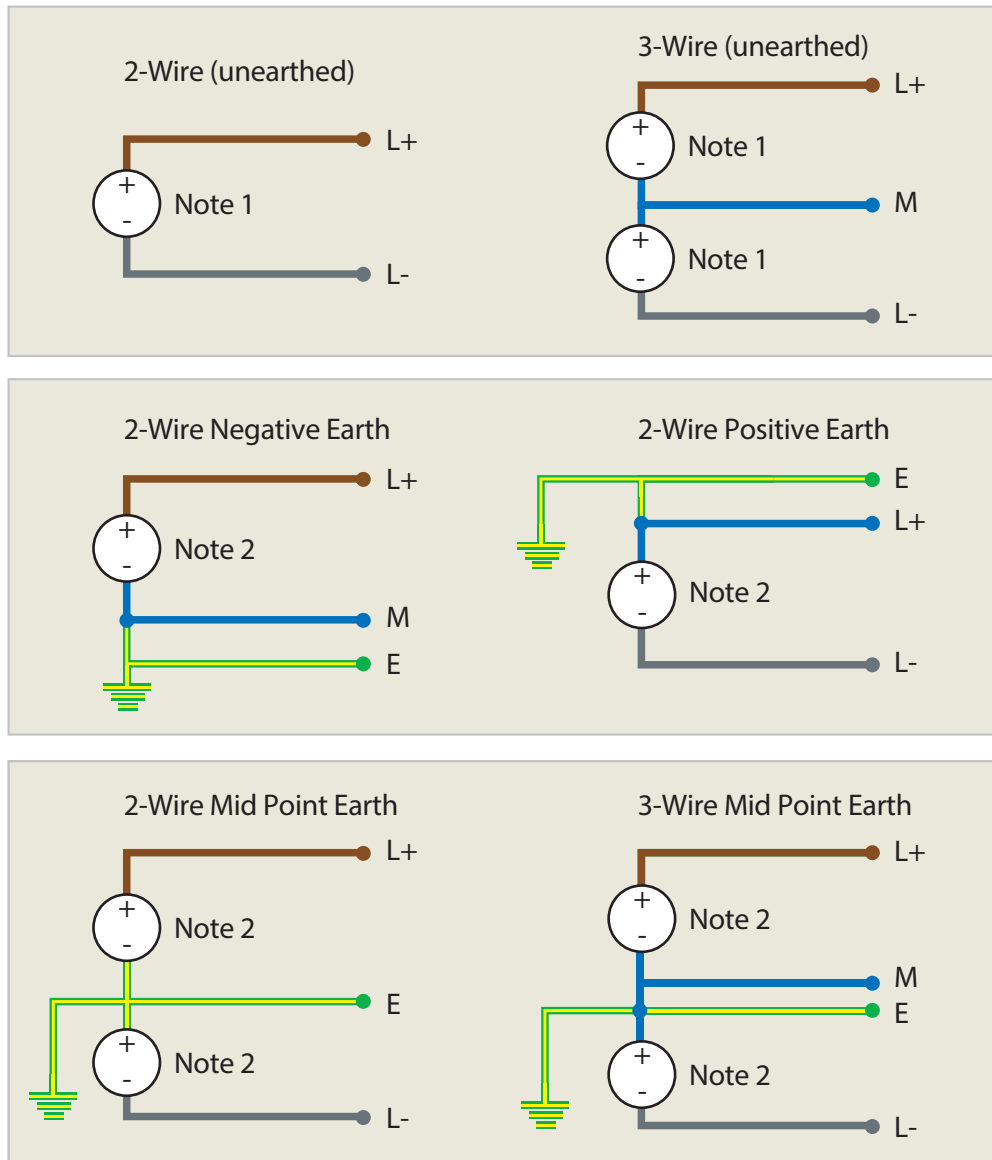 2-Wire (unearthed)
L+
+
-
Note 1
L-
3-Wire (unearthed)
L+
+
-
Note 1
M
+
-
Note 1
L-
2-Wire Negative Earth
L+
+
-
Note 2
M
E
2-Wire Positive Earth
E
L+
+
-
Note 2
L-
2-Wire Mid Point Earth
L+
+
-
Note 2
E
+
-
Note 2
L-
3-Wire Mid Point Earth
L+
+
-
Note 2
M
E
+
-
Note 2
L-